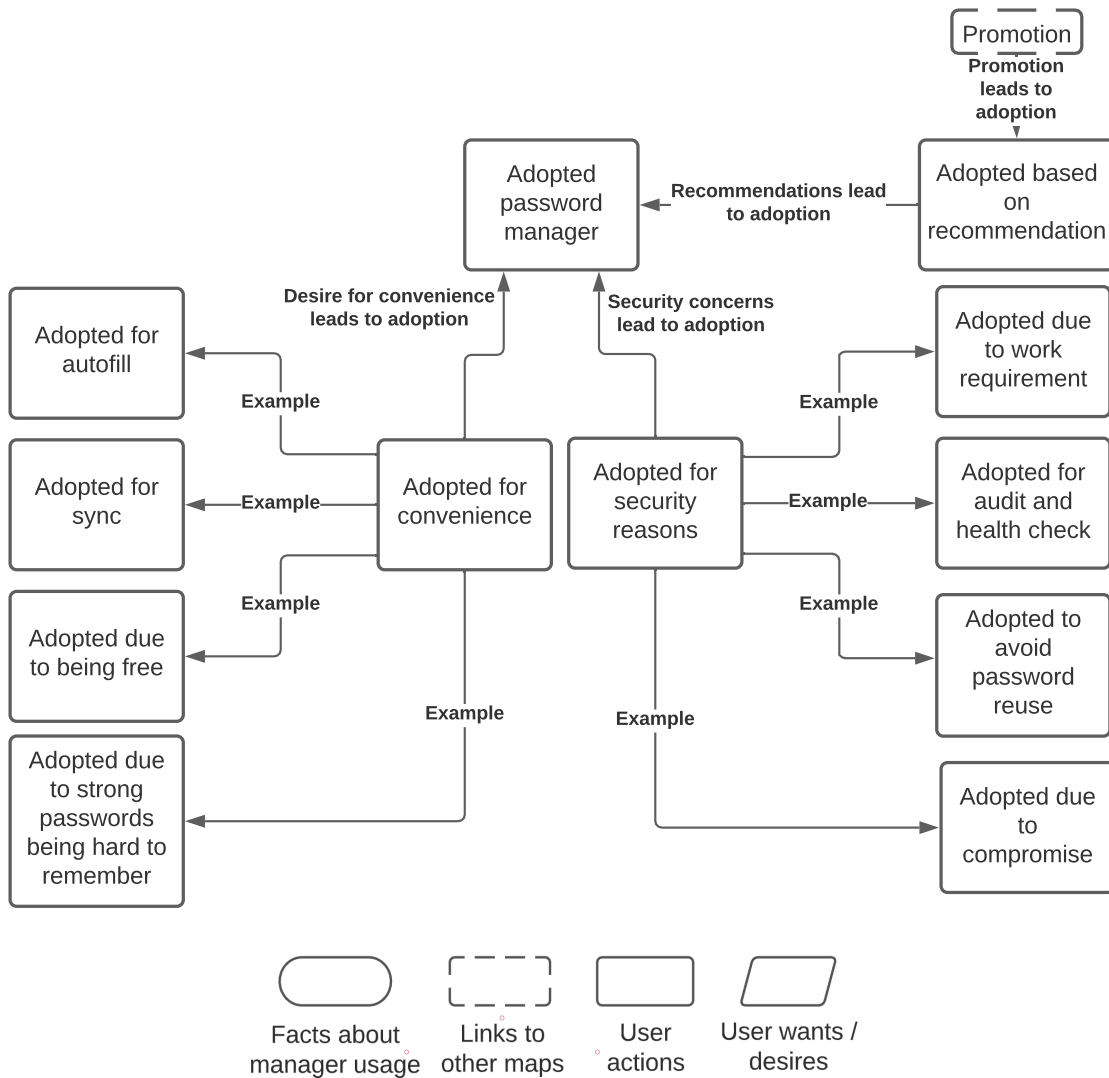 Promotion
Promotion
leads to
adoption
Adopted
password
manager
Recommendations lead
to adoption
Adopted based
on
recommendation
Desire for convenience
leads to adoption
Security concerns
lead to adoption
Adopted for
autofill
Example
Example
Adopted due
to work
requirement
Adopted for
sync
Example
Adopted for
convenience
Adopted for
security
reasons
Example
Adopted for
audit and
health check
Adopted due
to being free
Example
Example
Adopted to
avoid
password
reuse
Adopted due
to strong
passwords
being hard to
remember
Example
Example
Adopted due
to
compromise
Facts about
manager usage
Links to
other maps
User
actions
User wants /
desires